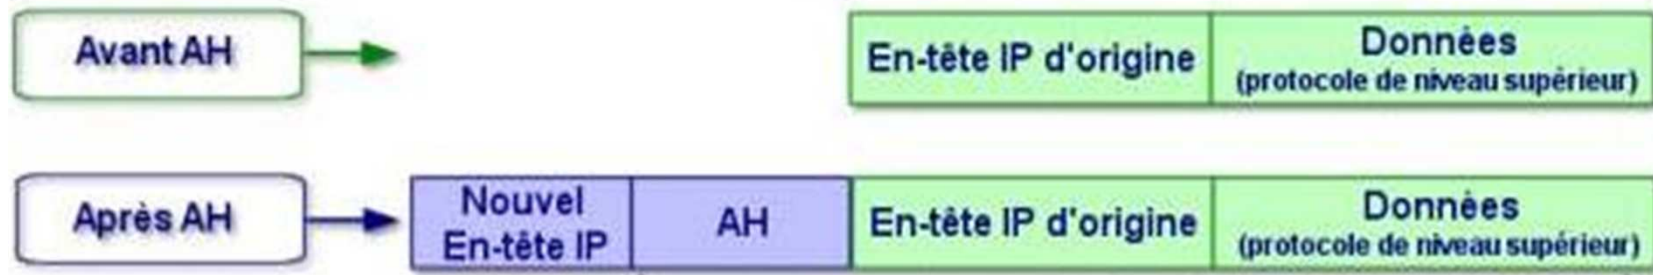 Avant AH
En-tête IP d'origine
Données
(protocole de niveau supérieur)
Après AH
Nouvel
En-tête IP
AH
En-tête IP d'origine
Données
(protocole de niveau supérieur)